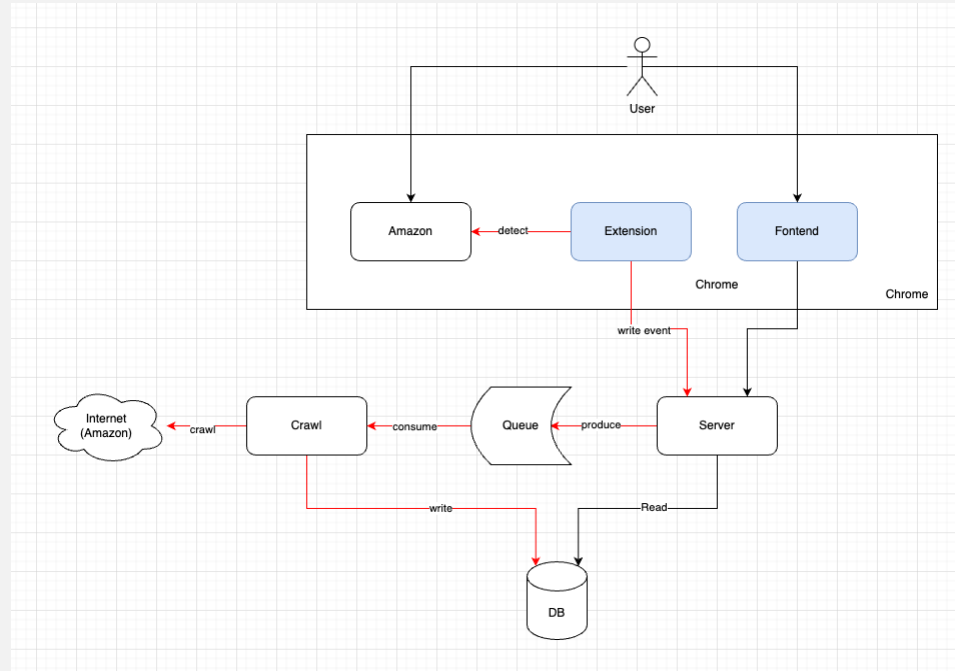 User
Amazon
detect
Extension
Fontend
Chrome
Chrome
write event
Internet
(Amazon)
crawl
Crawl
consume
Queue
produce
Server
write
Read
DB